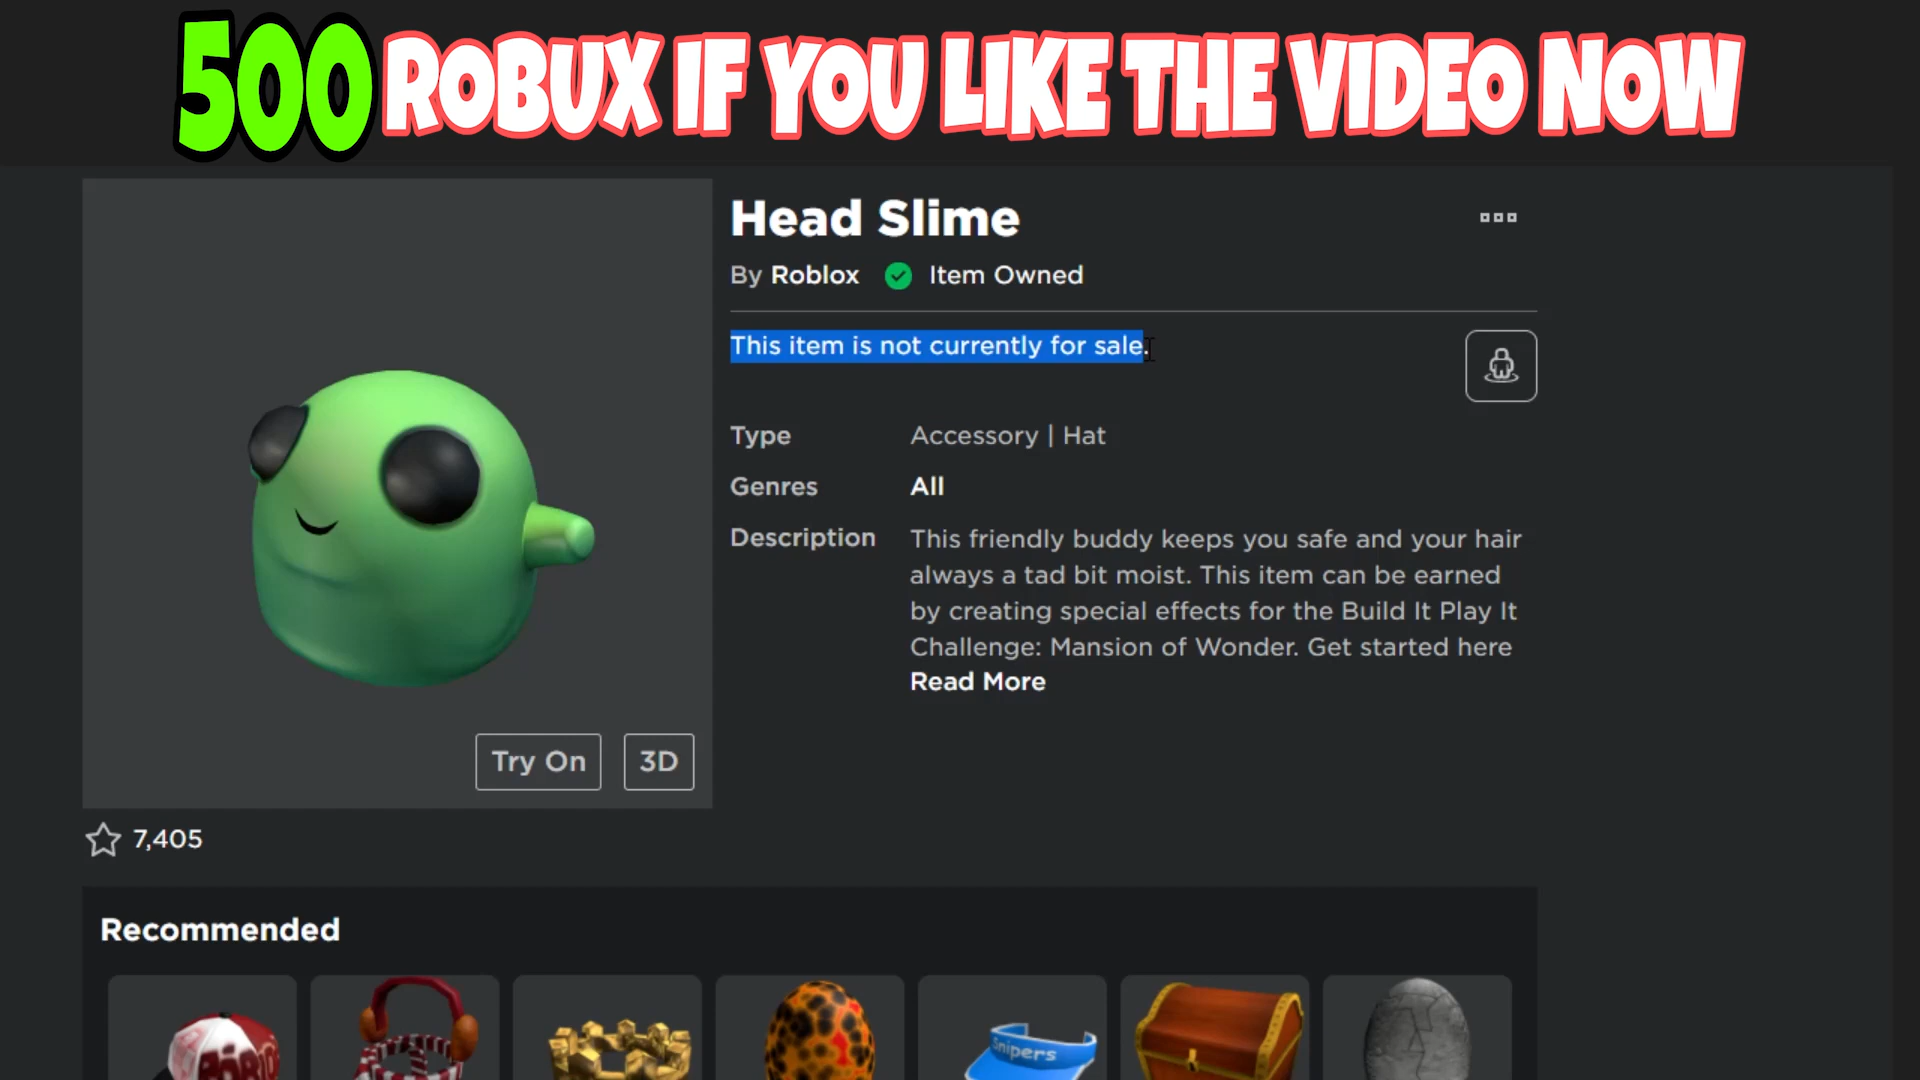 500 ROBUX IF YOU LIKE THE VIDEO NOW
Head Slime
By Roblox Item Owned
This item is not currently for sale.
Type Accessory | Hat
Genres All
Description This friendly buddy keeps you safe and your hair
always a tad bit moist. This item can be earned
by creating special effects for the Build It Play It
Challenge: Mansion of Wonder. Get started here
Read More
Try On 3D
7,405
Recommended
Snipers